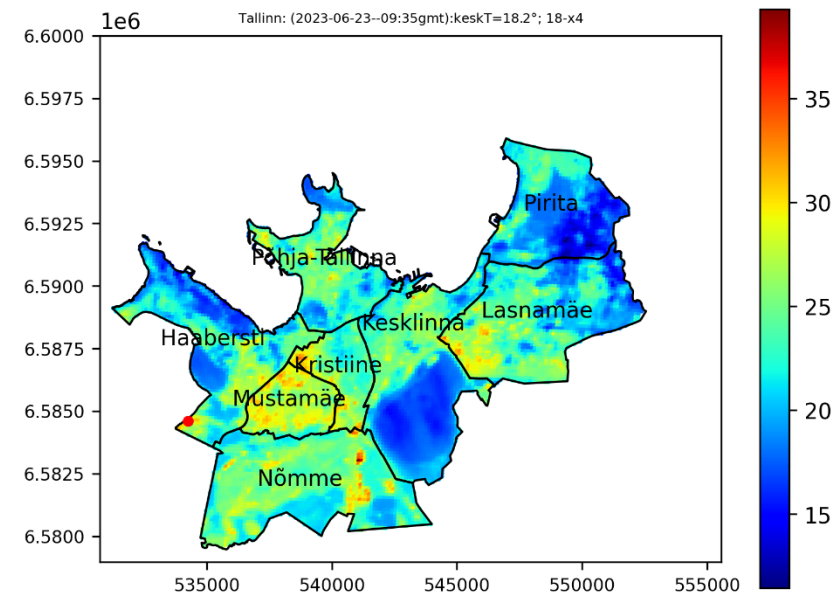 Tallinn: (2023-06-23--09:35gmt):keskT=18.2°; 18-x4
1e6
6.6000
6.5975
6.5950
6.5925
6.5900
6.5875
6.5850
6.5825
6.5800
Pirita
Põhja-Tallinna
Lasnamäe
Kesklinna
Haabersti
Kristiine
Mustamäe
Nõmme
535000 540000 545000 550000 555000
35
30
25
20
15